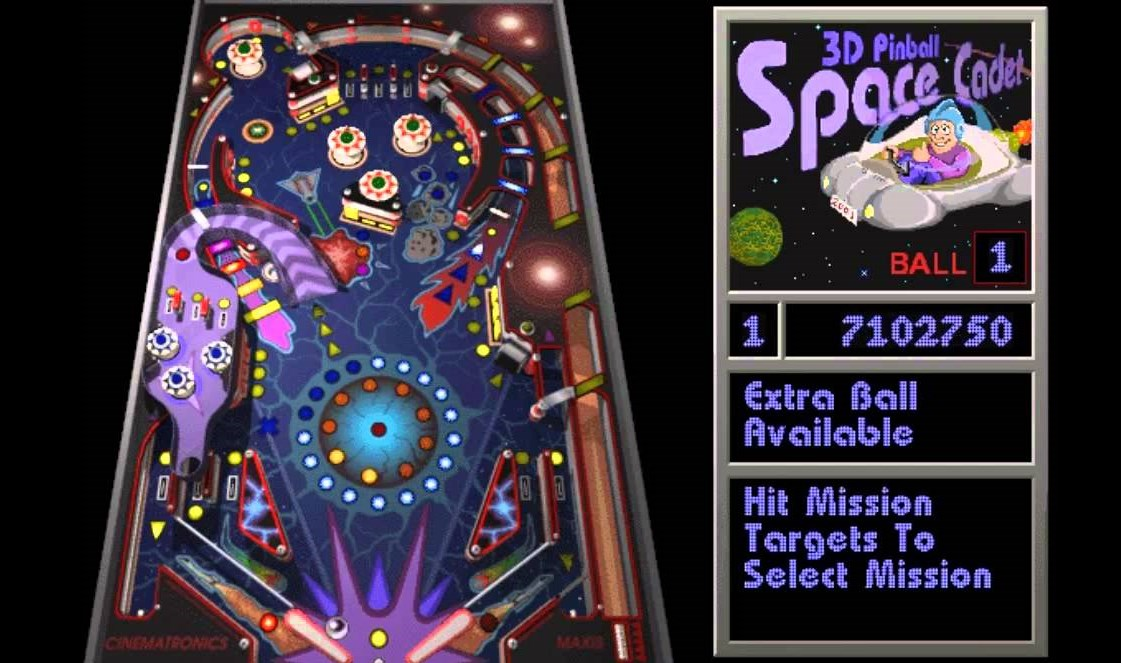 3D Pinball
Space Cadet
2001
BALL 1
1 7102750
Extra Ball
Available
Hit Mission
Targets To
Select Mission
CINEMATRONICS
MAXIS